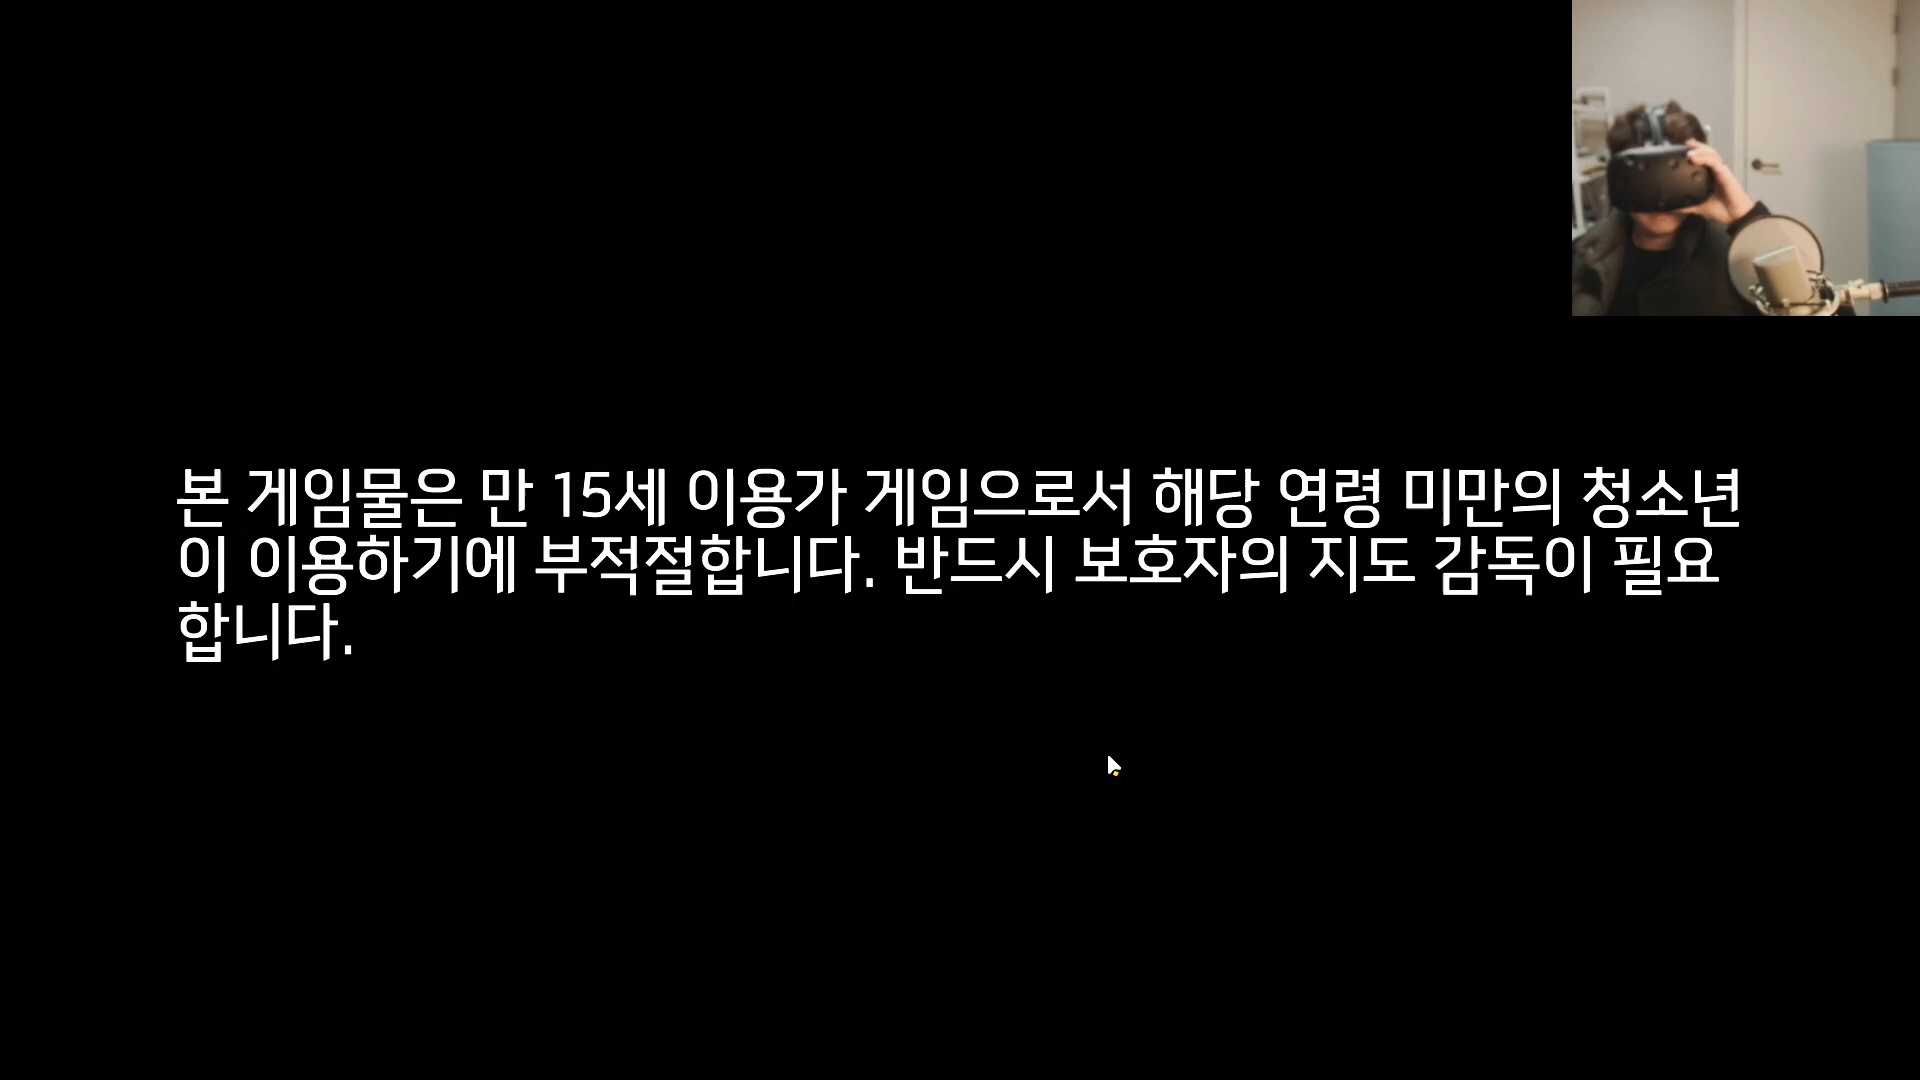 본 게임물은 만 15세 이용가 게임으로서 해당 연령 미만의 청소년
이 이용하기에 부적절합니다. 반드시 보호자의 지도 감독이 필요
합니다.